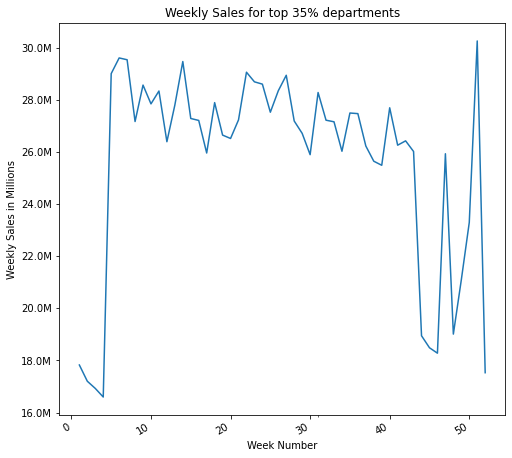 Weekly Sales for top 35% departments
30.0M
28.0M
26.0M
24.0M
22.0M
20.0M
18.0M
16.0M
Weekly Sales in Millions
0
10
20
30
40
50
Week Number